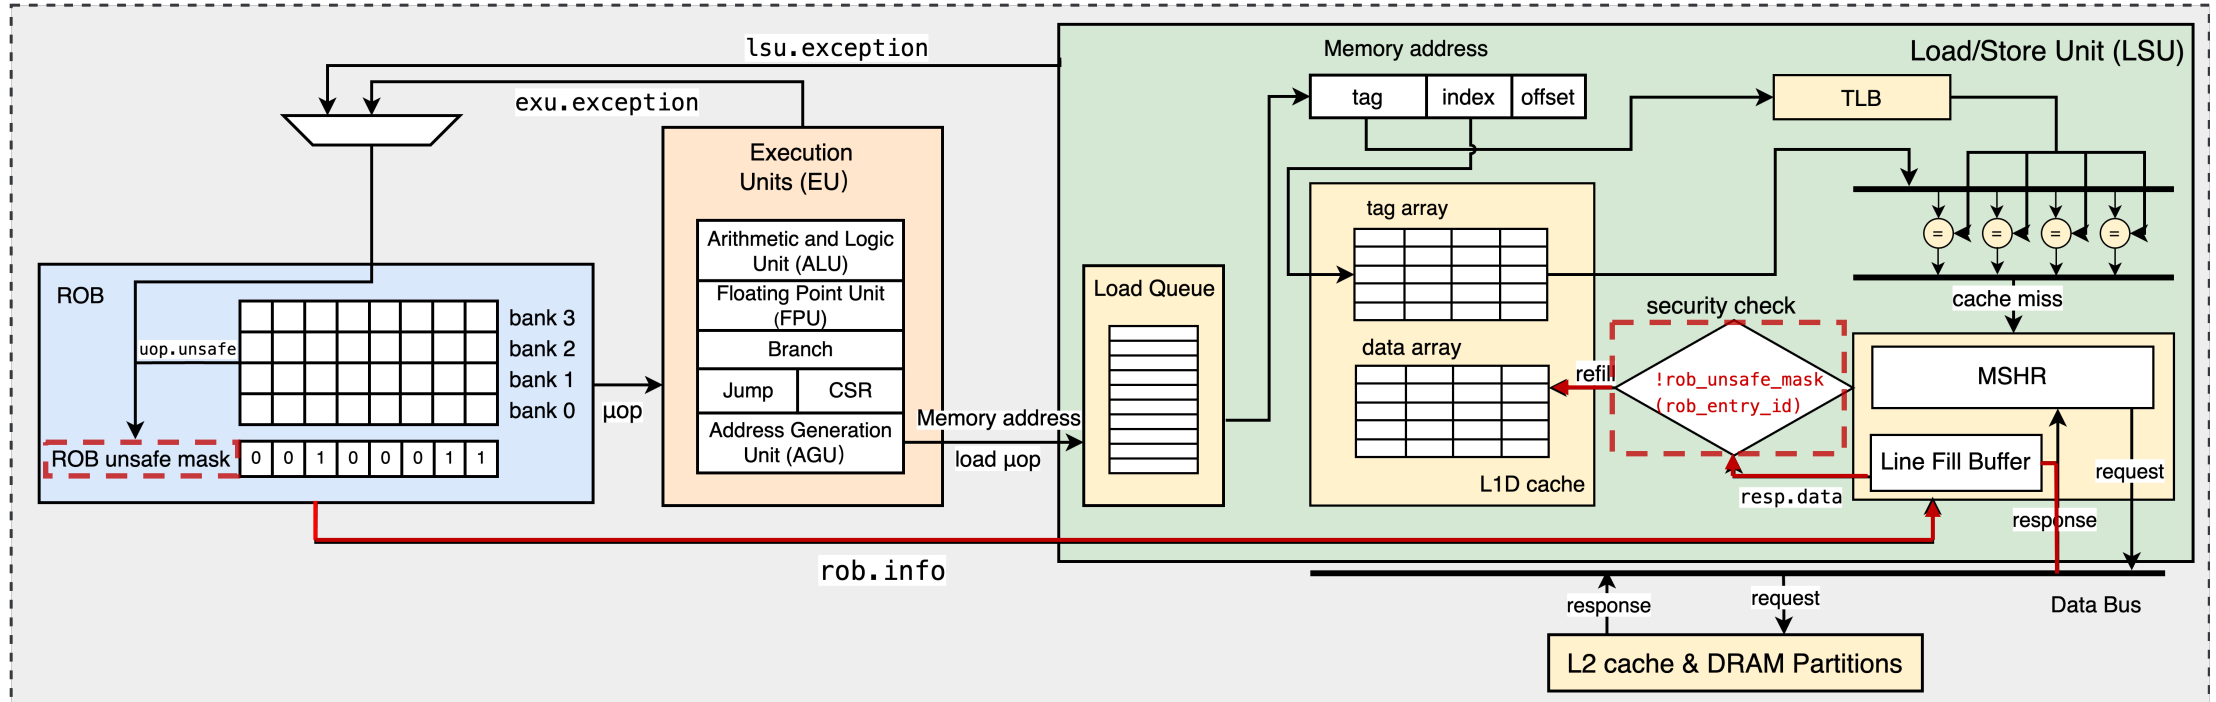 lsu.exception
exu.exception
ROB
uop.unsafe
bank 3
bank 2
bank 1
bank 0
ROB unsafe mask
0 0 1 0 0 0 1 1
µop
Execution
Units (EU)
Arithmetic and Logic
Unit (ALU)
Floating Point Unit
(FPU)
Branch
Jump
CSR
Address Generation
Unit (AGU)
Memory address
load µop
rob.info
Load/Store Unit (LSU)
Memory address
tag
index
offset
TLB
Load Queue
tag array
data array
L1D cache
= = = =
cache miss
security check
!rob_unsafe_mask
(rob_entry_id)
refill
MSHR
Line Fill Buffer
resp.data
response
request
Data Bus
response
request
L2 cache & DRAM Partitions